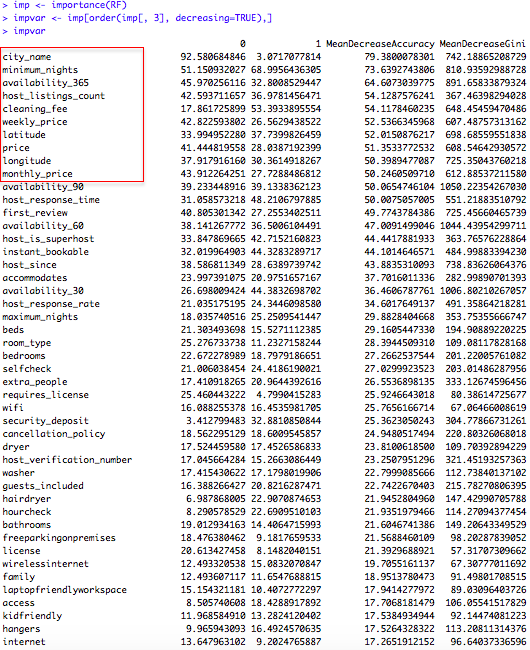 > imp <- importance(RF)
> impvar <- imp[order(imp[, 3], decreasing=TRUE),]
> impvar
0 1 MeanDecreaseAccuracy MeanDecreaseGini
city_name 92.580684846 3.0717077814 79.3800078301 742.18865208729
minimum_nights 51.150932027 68.9956436305 73.6392743806 810.93592988728
availability_365 45.970256116 32.8008529447 64.6073039775 891.65838879324
host_listings_count 42.593711657 36.9781456471 54.1287576241 367.46398294028
cleaning_fee 17.861725899 53.3933895554 54.1178460235 648.45459470486
weekly_price 42.822593802 26.5629438522 52.5366345968 607.48757313162
latitude 33.994952280 37.7399826459 52.0150876217 698.68559551838
price 41.444819558 28.0387192399 51.3533772532 608.54642930572
longitude 37.917916160 30.3614918267 50.3989477087 725.35043760218
monthly_price 43.912264251 27.7288486812 50.2460509710 612.88537211580
availability_90 39.233448916 39.1338362123 50.0654746104 1050.22354267030
host_response_time 31.058573218 48.2106797885 50.0075057005 551.21883510792
first_review 40.805301342 27.2553402511 49.7743784386 725.45660465739
availability_60 38.141267772 36.5006104491 47.0091499046 1044.43954299711
host_is_superhost 33.847869665 42.7152160823 44.4417881933 363.76576228864
instant_bookable 32.019964903 44.3283289717 44.1014646571 484.99883394230
host_since 38.586811349 28.6389739742 43.8835310093 738.83626064376
accommodates 23.997391075 20.9751657167 37.7016011336 282.99890701393
availability_30 26.698009424 44.3832698702 36.4606787761 1006.80210267057
host_response_rate 21.035175195 24.3446098580 34.6017649137 491.35864218281
maximum_nights 18.035740516 25.2509541447 29.8828404668 353.75355666747
beds 21.303493698 15.5271112385 29.1605447330 194.90889220225
room_type 25.276733738 11.2327158244 28.3944509310 109.08117828168
bedrooms 22.672278989 18.7979186651 27.2662537544 201.22005761082
selfcheck 21.006038454 24.4186190021 27.0299923523 203.01486287956
extra_people 17.410918265 20.9644392616 26.5536898135 333.12674596456
requires_license 25.460443222 4.7990415283 25.9246643018 80.38614725677
wifi 16.088255378 16.4535981705 25.7656166714 67.06466008619
security_deposit 3.412799483 32.8810850844 25.3623050243 304.77866731261
cancellation_policy 18.562295129 18.6009545857 24.9480517494 220.80326068018
dryer 17.524459580 17.4526586833 23.8100618500 109.70392894229
host_verification_number 17.045664284 15.2663086449 23.2507951296 321.45193257363
washer 17.415430622 17.1798019906 22.7999085666 112.73840137102
guests_included 16.388266427 20.8216287471 22.7422670403 215.78270806395
hairdryer 6.987868005 22.9070874653 21.9452804960 147.42990705788
hourcheck 8.290578529 22.6909510103 21.9351979466 114.27094377454
bathrooms 19.012934163 14.4064715993 21.6046741386 149.20643349529
freeparkingonpremises 18.476380462 9.1817659533 21.5688460109 98.20287839052
license 20.613427458 8.1482040151 21.3929688921 57.31707309662
wirelessinternet 12.493320538 15.0832070847 19.7055161137 67.30777011692
family 12.493607117 11.6547688815 18.9513780473 91.49801708515
laptopfriendlyworkspace 15.154321181 10.4072772297 17.9414277972 89.03096403726
access 8.505740608 18.4288917892 17.7068181479 106.05541517829
kidfriendly 11.968584910 13.2824120402 17.5384934944 92.14474081223
hangers 9.965943093 16.4924570635 17.5264328322 113.20811314376
internet 13.647963102 9.2024765887 17.2651912152 96.64037336596